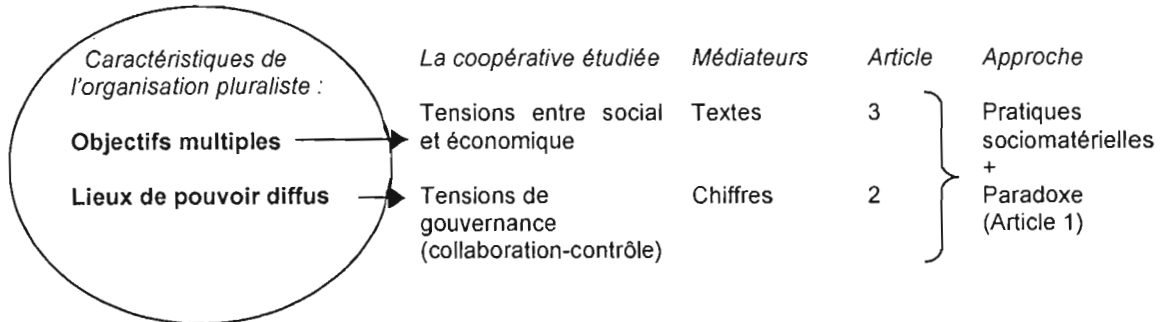 Caractéristiques de
l'organisation pluraliste :
Objectifs multiples
Lieux de pouvoir diffus
La coopérative étudiée
Tensions entre social
et économique
Tensions de
gouvernance
(collaboration-contrôle)
Médiateurs
Textes
Chiffres
Article
3
2
Approche
Pratiques
sociomatérielles
+
Paradoxe
(Article 1)